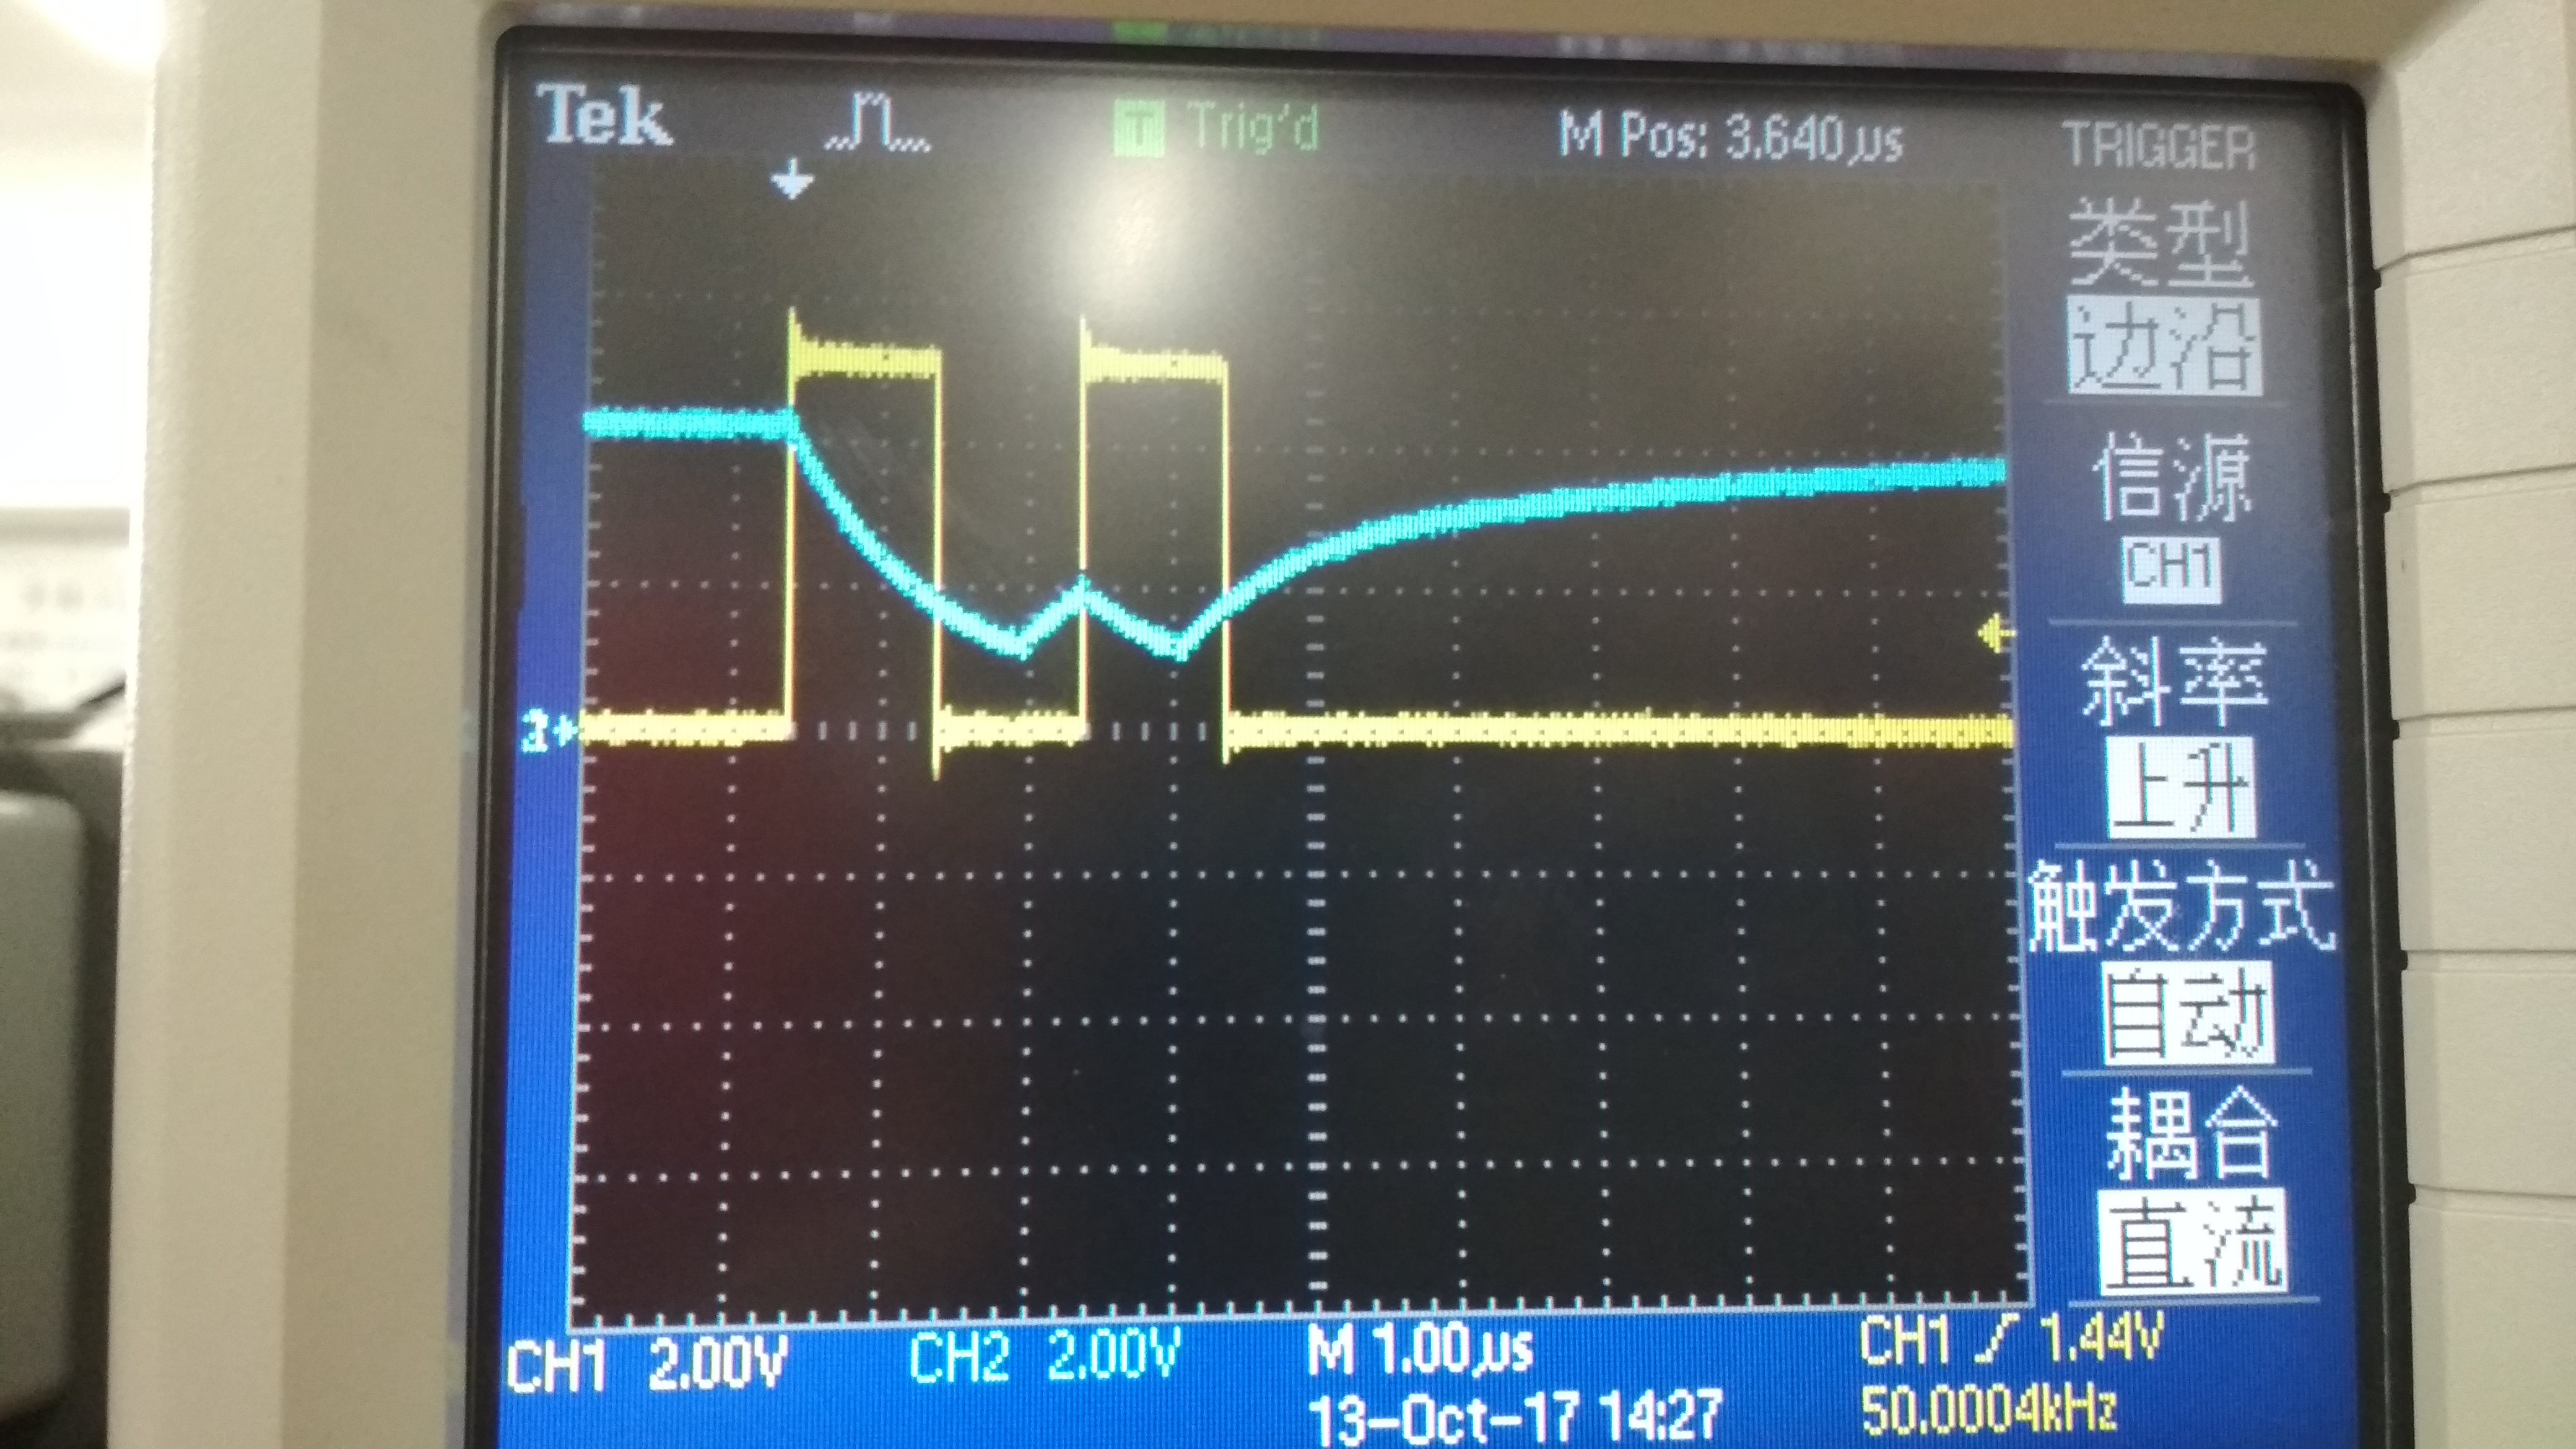 Tek
T Trig'd
M Pos: 3.640µs
TRIGGER
类型
边沿
信源
CH1
斜率
上升
触发方式
自动
耦合
直流
CH1 2.00V
CH2 2.00V
M 1.00µs
CH1 1.44V
13-Oct-17 14:27
50.0004kHz